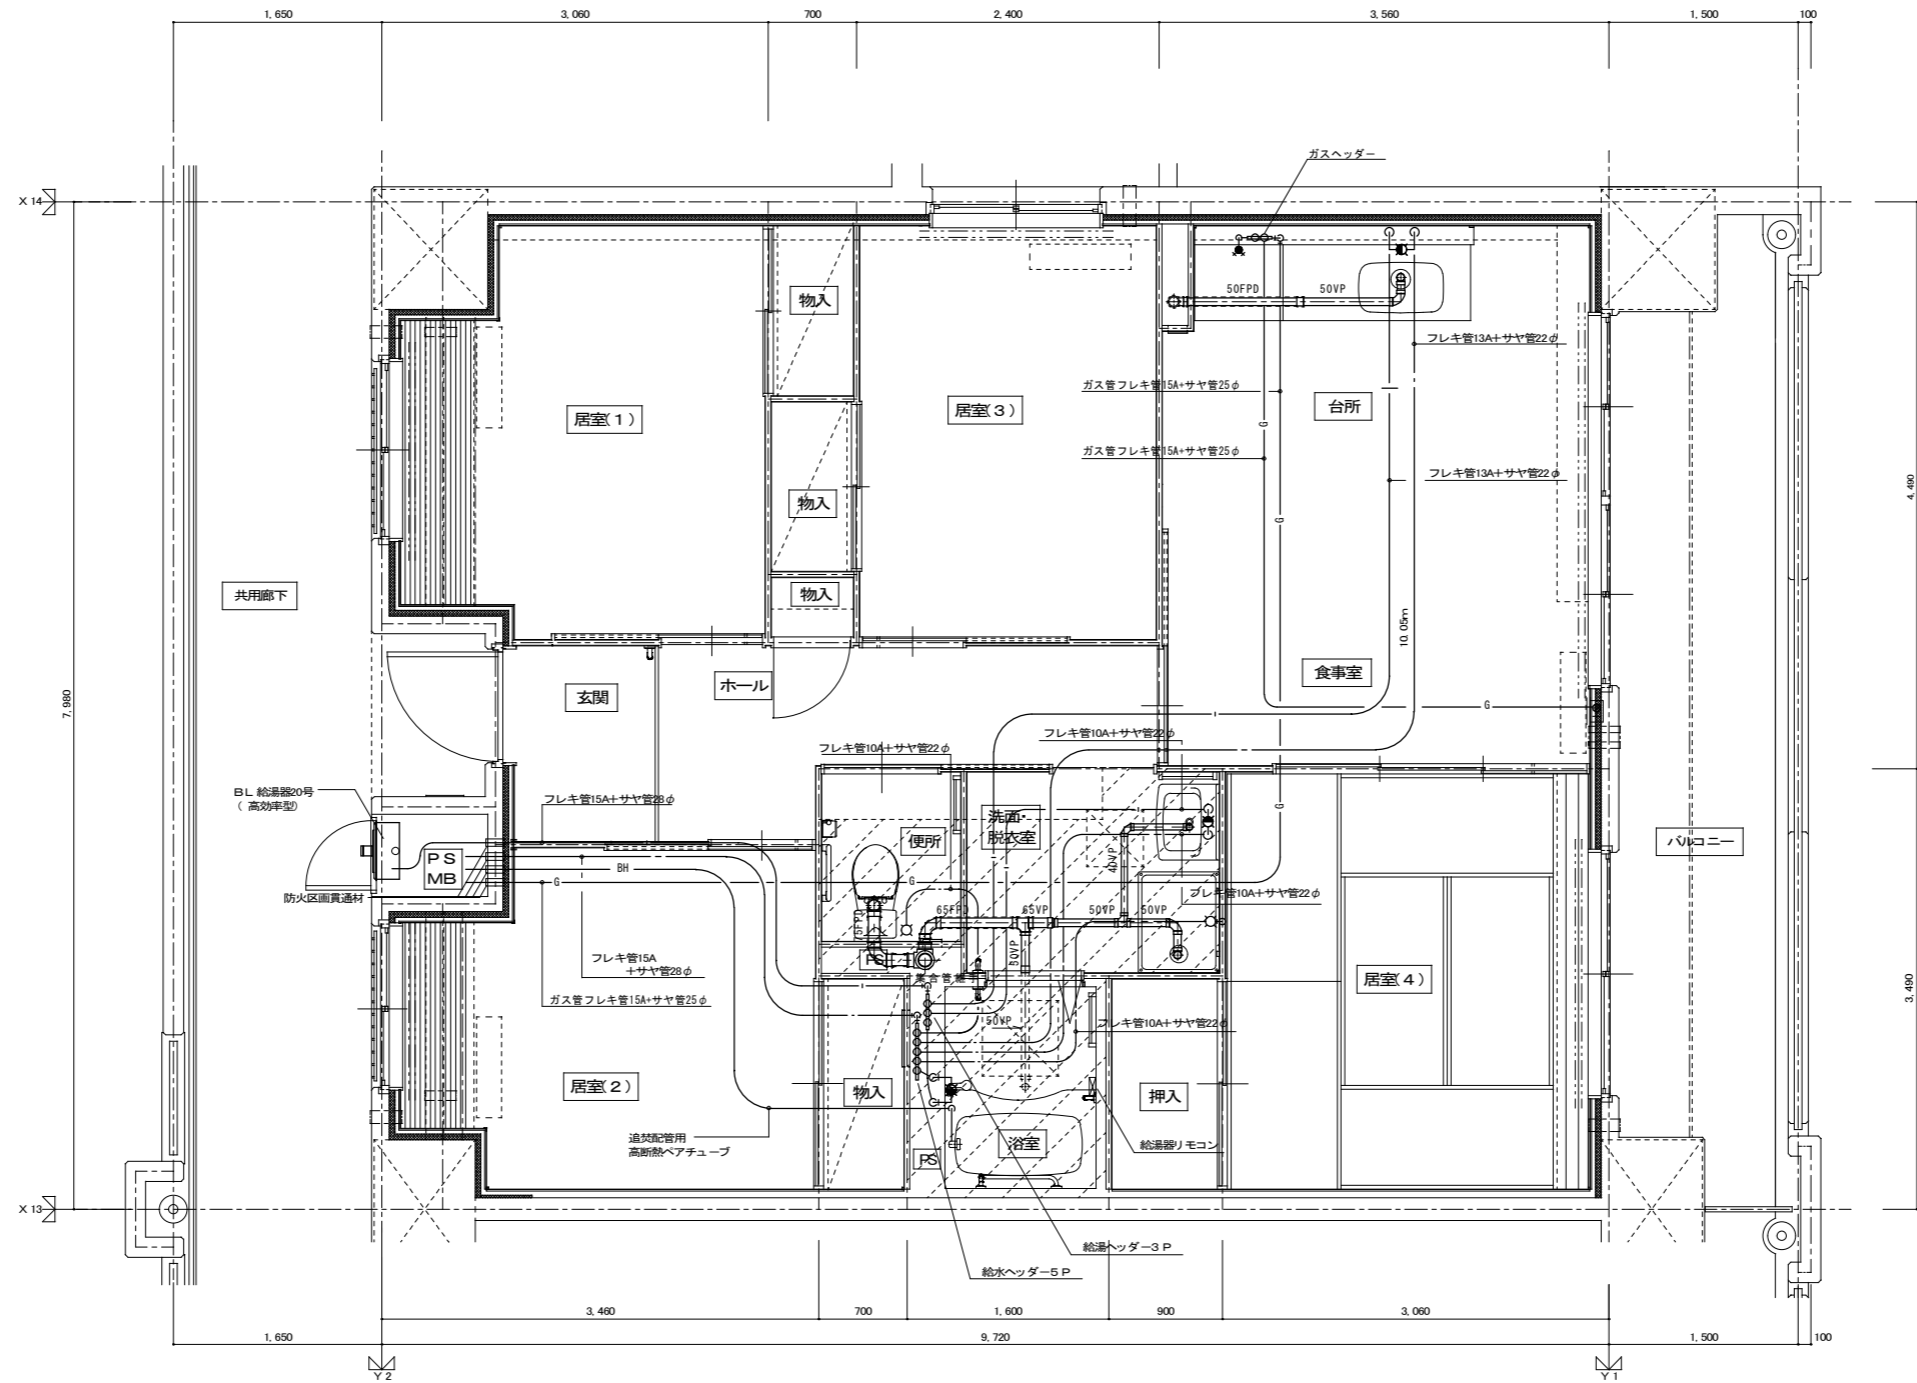 1,650
3,060
700
2,400
3,560
1,500
100
ガスヘッダー
X14
物入
50FPD
50VP
フレキ管13A+サヤ管22φ
ガス管フレキ管15A+サヤ管25φ
居室(1)
居室(3)
台所
G
ガス管フレキ管15A+サヤ管25φ
フレキ管13A+サヤ管22φ
4,490
物入
G
共用廊下
物入
10.05m
7,980
玄関
ホール
食事室
G
フレキ管10A+サヤ管22φ
フレキ管10A+サヤ管22φ
BL 給湯器20号
(高効率型)
フレキ管15A+サヤ管28φ
G
洗面・
脱衣室
便所
バルコニー
PS
MB
BH
40VP
G
G
防火区画貫通材
フレキ管10A+サヤ管22φ
65FPD
65VP
50VP
50VP
75FPD
50VP
フレキ管15A
+サヤ管28φ
PS
集合管継手
居室(4)
3,490
ガス管フレキ管15A+サヤ管25φ
50VP
フレキ管10A+サヤ管22φ
居室(2)
物入
押入
追焚配管用
高断熱ペアチューブ
浴室
給湯器リモコン
PS
X13
給湯ヘッダー3P
給水ヘッダー5P
3,460
700
1,600
900
3,060
1,650
9,720
1,500
100
Y2
Y1